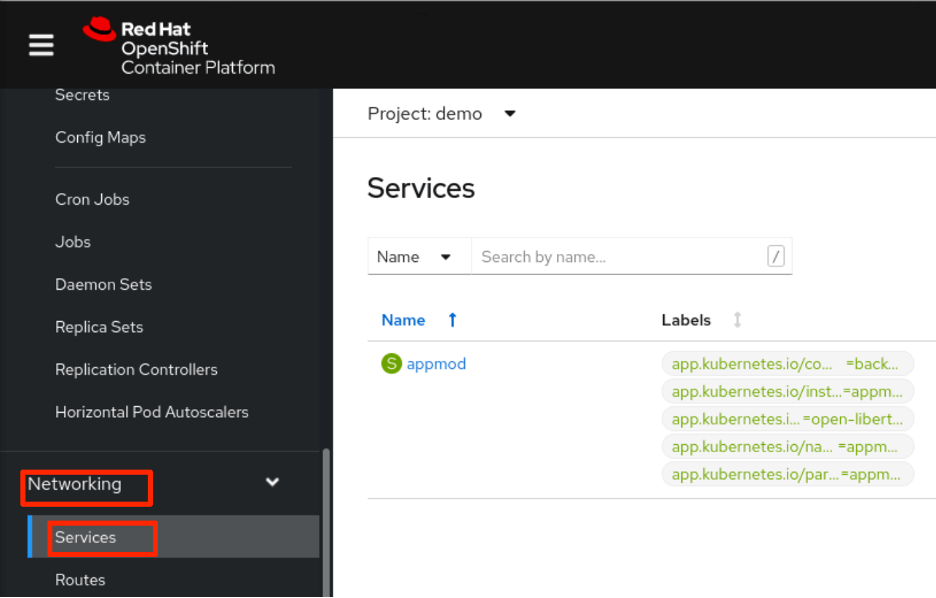 Red Hat
OpenShift
Container Platform
Secrets
Config Maps
Cron Jobs
Jobs
Daemon Sets
Replica Sets
Replication Controllers
Horizontal Pod Autoscalers
Networking
Services
Routes
Project: demo
Services
Name
Search by name...
/
Name
Labels
S appmod
app.kubernetes.io/co... =back...
app.kubernetes.io/inst...=appm...
app.kubernetes.i... =open-libert...
app.kubernetes.io/na... =appm...
app.kubernetes.io/par...=appm...